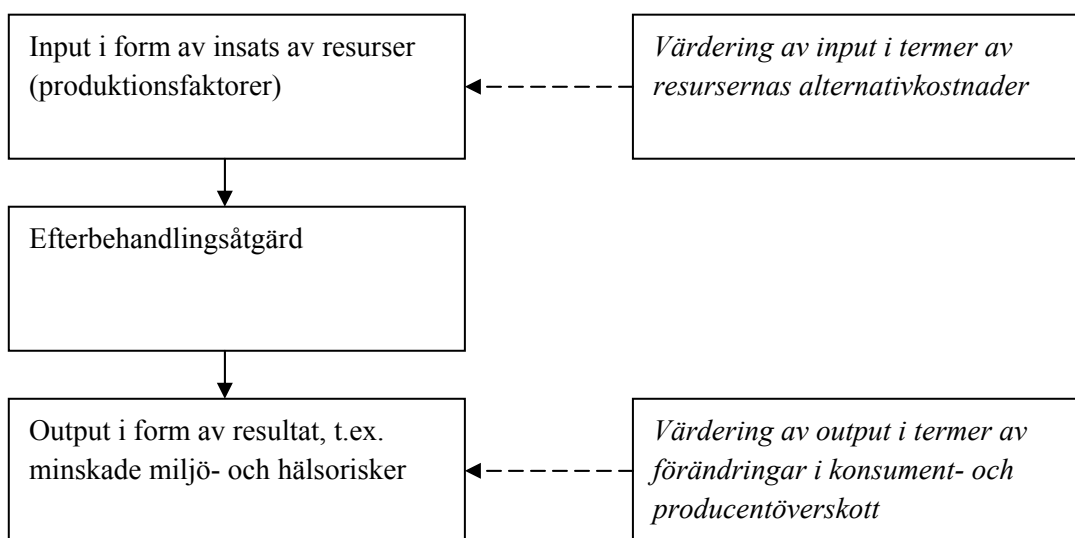 Input i form av insats av resurser
(produktionsfaktorer)
Värdering av input i termer av
resursernas alternativkostnader
Efterbehandlingsåtgärd
Output i form av resultat, t.ex.
minskade miljö- och hälsorisker
Värdering av output i termer av
förändringar i konsument- och
producentöverskott